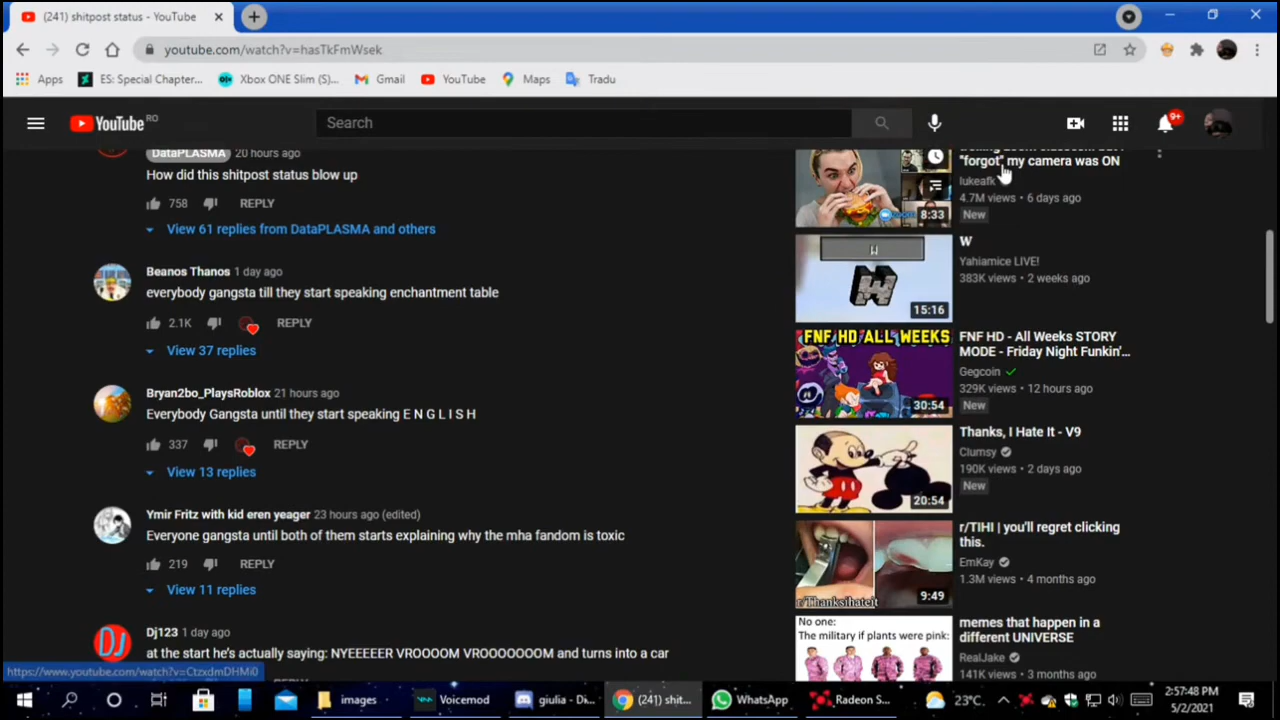 (241) shitpost status - YouTube
youtube.com/watch?v=hasTkFmWsek
Apps ES: Special Chapter... Xbox ONE Slim (S)... Gmail YouTube Maps Tradu
YouTube RO Search 9+
DataPLASMA 20 hours ago
How did this shitpost status blow up
758 REPLY
View 61 replies from DataPLASMA and others
Beanos Thanos 1 day ago
everybody gangsta till they start speaking enchantment table
2.1K REPLY
View 37 replies
Bryan2bo_PlaysRoblox 21 hours ago
Everybody Gangsta until they start speaking E N G L I S H
337 REPLY
View 13 replies
Ymir Fritz with kid eren yeager 23 hours ago (edited)
Everyone gangsta until both of them starts explaining why the mha fandom is toxic
219 REPLY
View 11 replies
DJ
Dj123 1 day ago
at the start he's actually saying: NYEEEEER VROOOM VROOOOOOOM and turns into a car
"forgot" my camera was ON
lukeafk
4.7M views • 6 days ago
New
8:33
W
W
Yahiamice LIVE!
383K views • 2 weeks ago
15:16
FNF HD ALL WEEKS
FNF HD - All Weeks STORY
MODE - Friday Night Funkin'...
Gegcoin
329K views • 12 hours ago
New
30:54
Thanks, I Hate It - V9
Clumsy
190K views • 2 days ago
New
20:54
r/TIHI | you'll regret clicking
this.
EmKay
1.3M views • 4 months ago
r/Thanksihateit
9:49
No one:
The military if plants were pink:
memes that happen in a
different UNIVERSE
RealJake
141K views • 3 weeks ago
https://www.youtube.com/watch?v=CtzxdmDHMi0
images Voicemod giulia - Di... (241) shit... WhatsApp Radeon S... 23°C 2:57:48 PM
5/2/2021